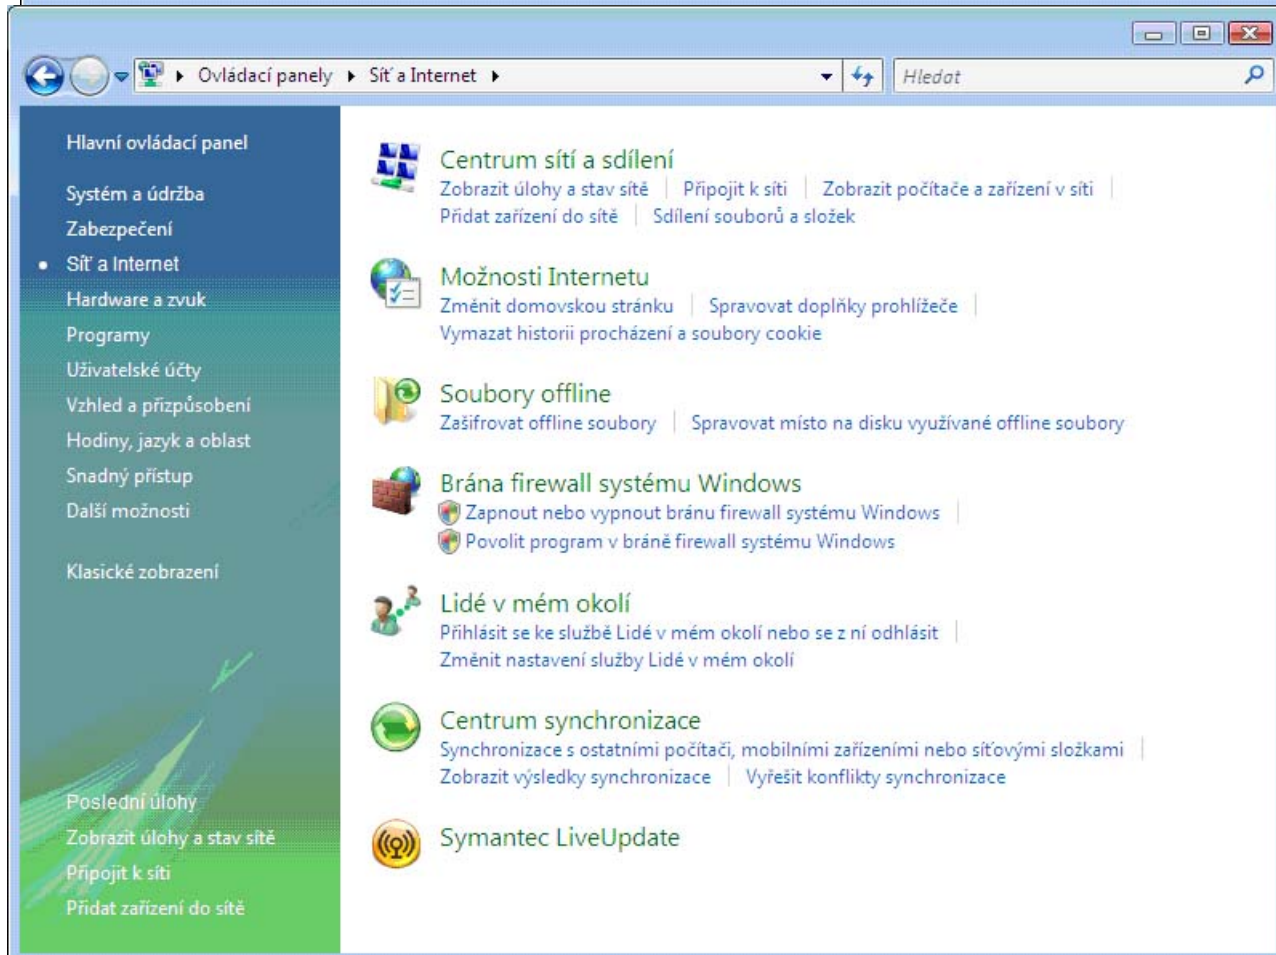 Ovládací panely Síť a Internet
Hledat
Hlavní ovládací panel
Systém a údržba
Zabezpečení
Síť a Internet
Hardware a zvuk
Programy
Uživatelské účty
Vzhled a přizpůsobení
Hodiny, jazyk a oblast
Snadný přístup
Další možnosti
Klasické zobrazení
Poslední úlohy
Zobrazit úlohy a stav sítě
Připojit k síti
Přidat zařízení do sítě
Centrum sítí a sdílení
Zobrazit úlohy a stav sítě Připojit k síti Zobrazit počítače a zařízení v síti
Přidat zařízení do sítě Sdílení souborů a složek
Možnosti Internetu
Změnit domovskou stránku Spravovat doplňky prohlížeče
Vymazat historii procházení a soubory cookie
Soubory offline
Zašifrovat offline soubory Spravovat místo na disku využívané offline soubory
Brána firewall systému Windows
Zapnout nebo vypnout bránu firewall systému Windows
Povolit program v bráně firewall systému Windows
Lidé v mém okolí
Přihlásit se ke službě Lidé v mém okolí nebo se z ní odhlásit
Změnit nastavení služby Lidé v mém okolí
Centrum synchronizace
Synchronizace s ostatními počítači, mobilními zařízeními nebo síťovými složkami
Zobrazit výsledky synchronizace Vyřešit konflikty synchronizace
Symantec LiveUpdate